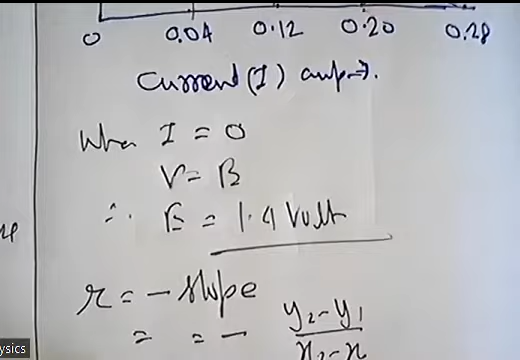 0 0.04 0.12 0.20 0.28
Current (I) amp→.
When I = 0
V = B
∴ E = 1.4 Volt
r = - slope
= = - y₂-y₁
x₂-x
ysics